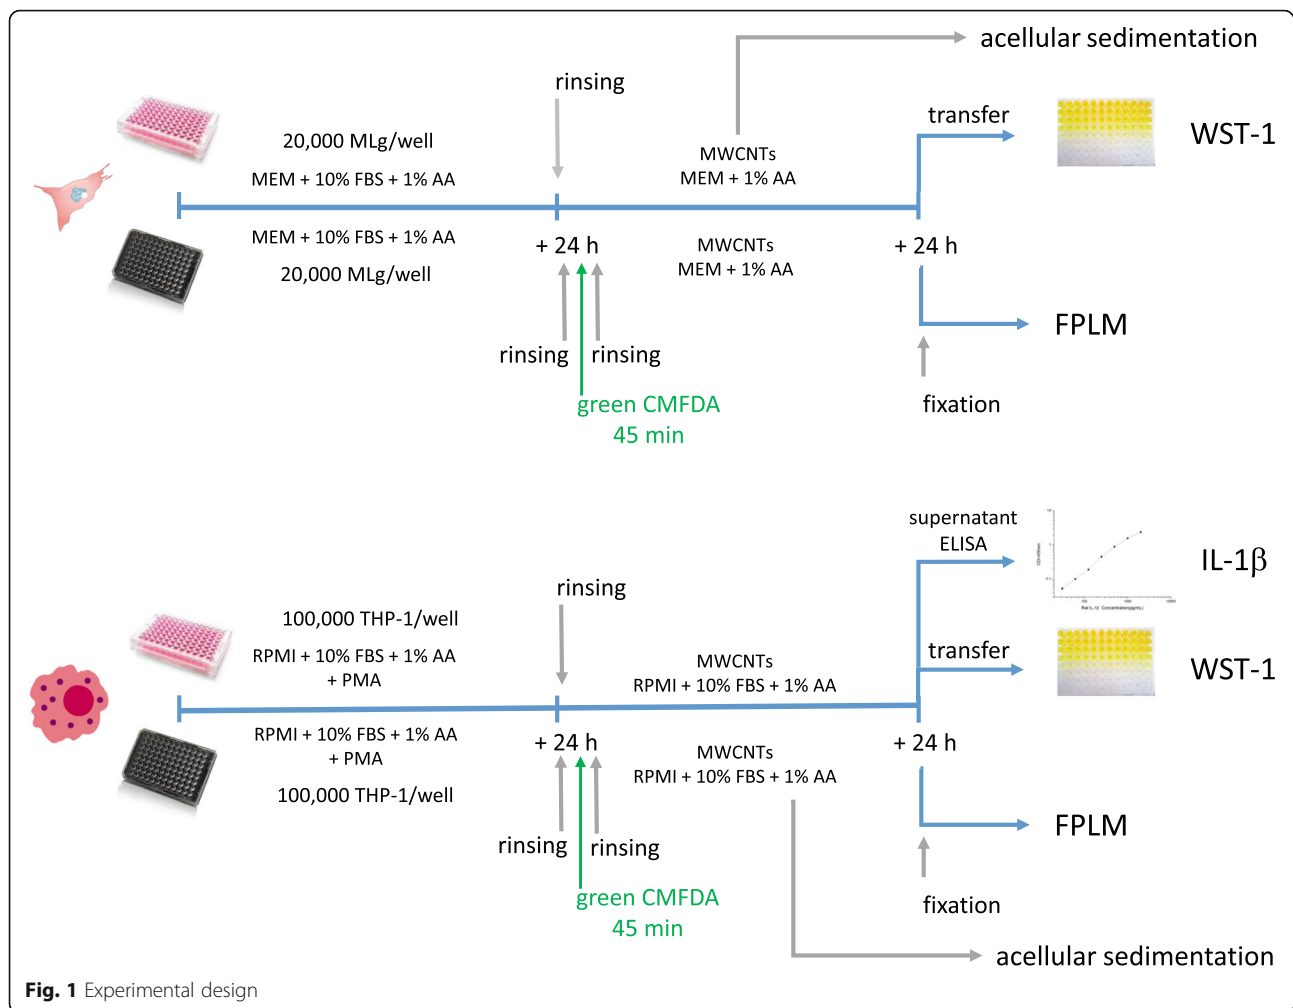 acellular sedimentation
rinsing
transfer
WST-1
20,000 MLg/well
MEM + 10% FBS + 1% AA
MWCNTs
MEM + 1% AA
MEM + 10% FBS + 1% AA
20,000 MLg/well
+ 24 h
MWCNTs
MEM + 1% AA
+ 24 h
FPLM
rinsing
rinsing
fixation
green CMFDA
45 min
supernatant
ELISA
IL-1β
rinsing
100,000 THP-1/well
RPMI + 10% FBS + 1% AA
+ PMA
MWCNTs
RPMI + 10% FBS + 1% AA
transfer
WST-1
RPMI + 10% FBS + 1% AA
+ PMA
100,000 THP-1/well
+ 24 h
MWCNTs
RPMI + 10% FBS + 1% AA
+ 24 h
FPLM
rinsing
rinsing
fixation
green CMFDA
45 min
acellular sedimentation
Fig. 1 Experimental design